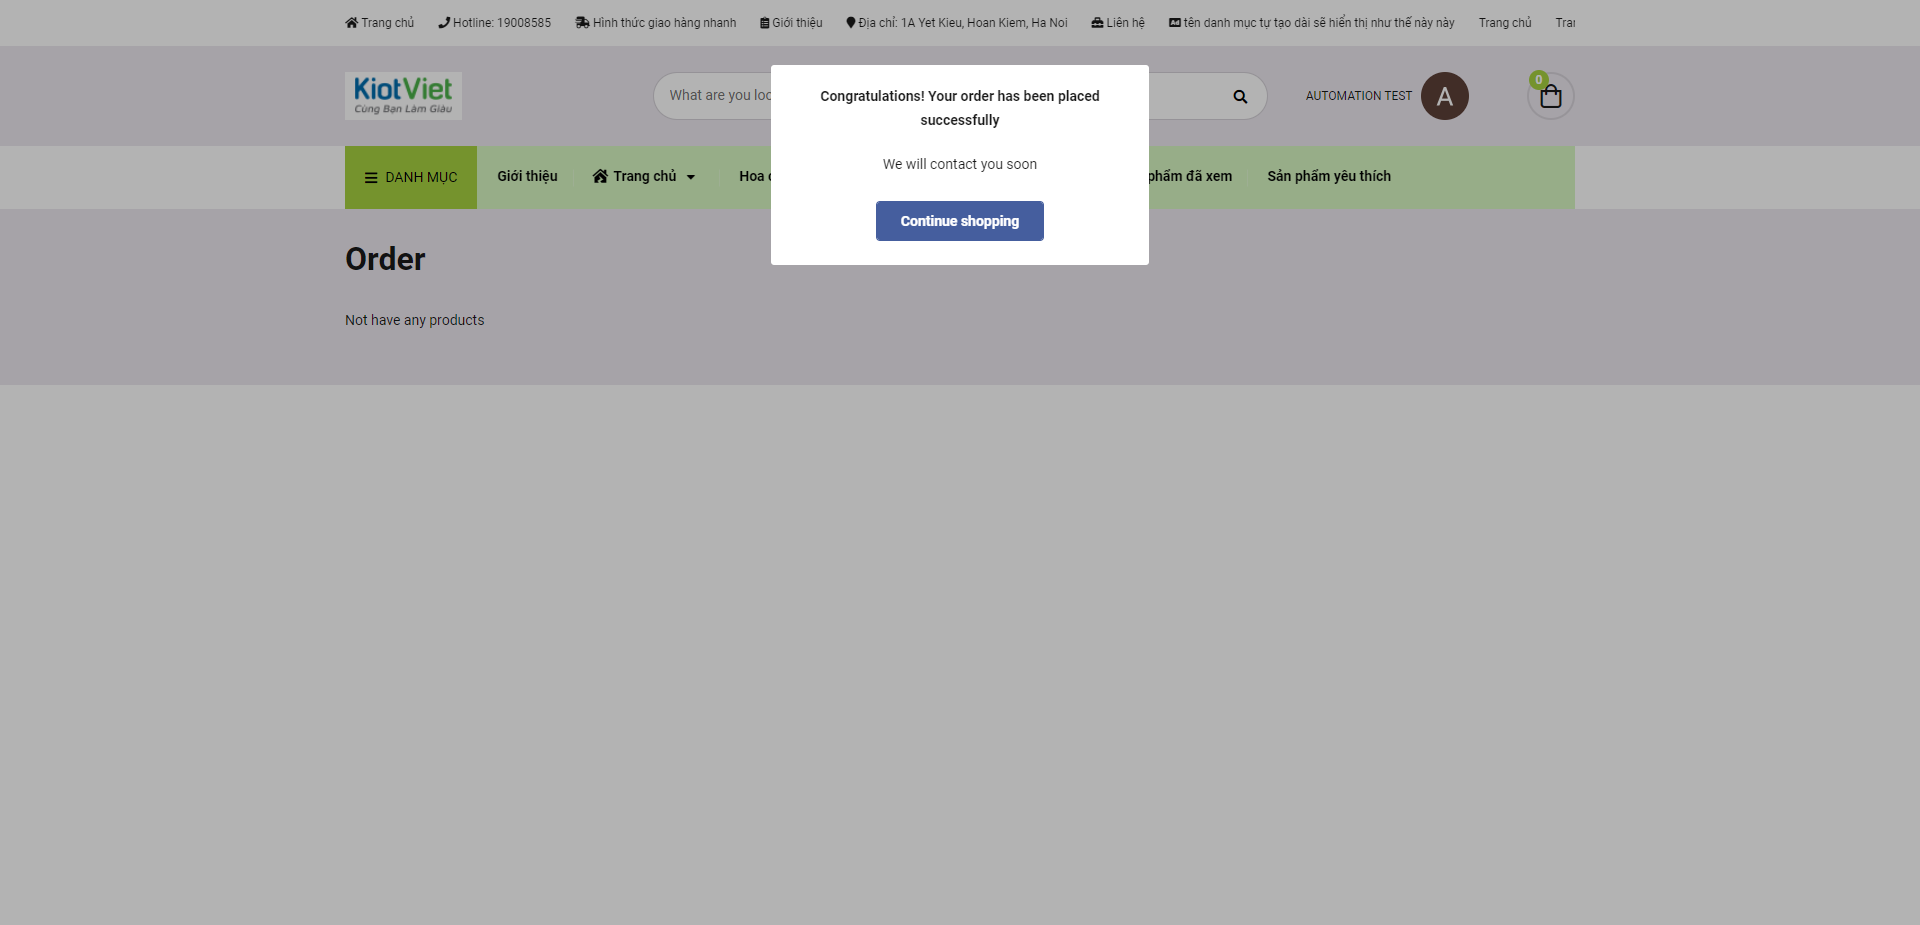 Trang chủ Hotline: 19008585 Hình thức giao hàng nhanh Giới thiệu Địa chỉ: 1A Yet Kieu, Hoan Kiem, Ha Noi Liên hệ tên danh mục tự tạo dài sẽ hiển thị như thế này này Trang chủ
KiotViet
Cùng Bạn Làm Giàu
What are you
AUTOMATION TEST
A
0
Congratulations! Your order has been placed
successfully
We will contact you soon
Continue shopping
DANH MỤC Giới thiệu Trang chủ Hoa phẩm đã xem Sản phẩm yêu thích
Order
Not have any products